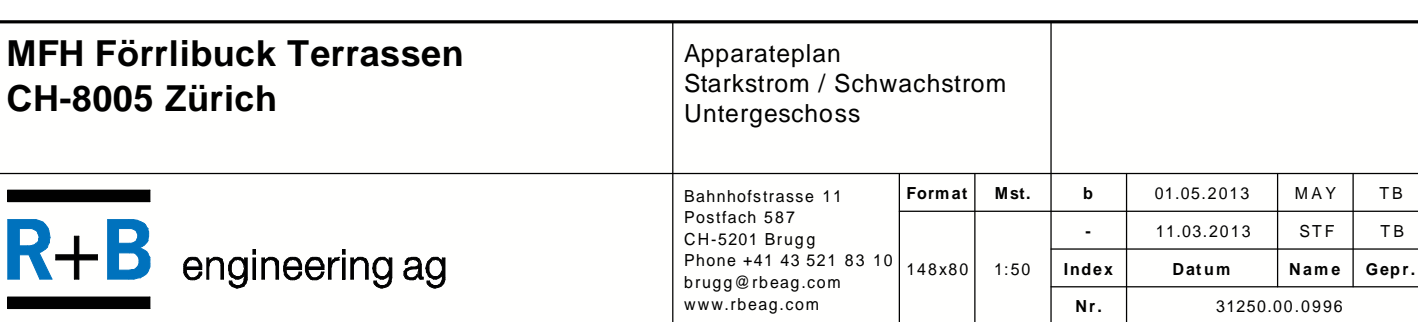 MFH Förrlibuck Terrassen
CH-8005 Zürich
Apparateplan
Starkstrom / Schwachstrom
Untergeschoss
R+B engineering ag
Bahnhofstrasse 11
Postfach 587
CH-5201 Brugg
Phone +41 43 521 83 10
brugg@rbeag.com
www.rbeag.com
Format Mst.
148x80 1:50
b 01.05.2013 MAY TB
- 11.03.2013 STF TB
Index Datum Name Gepr.
Nr. 31250.00.0996